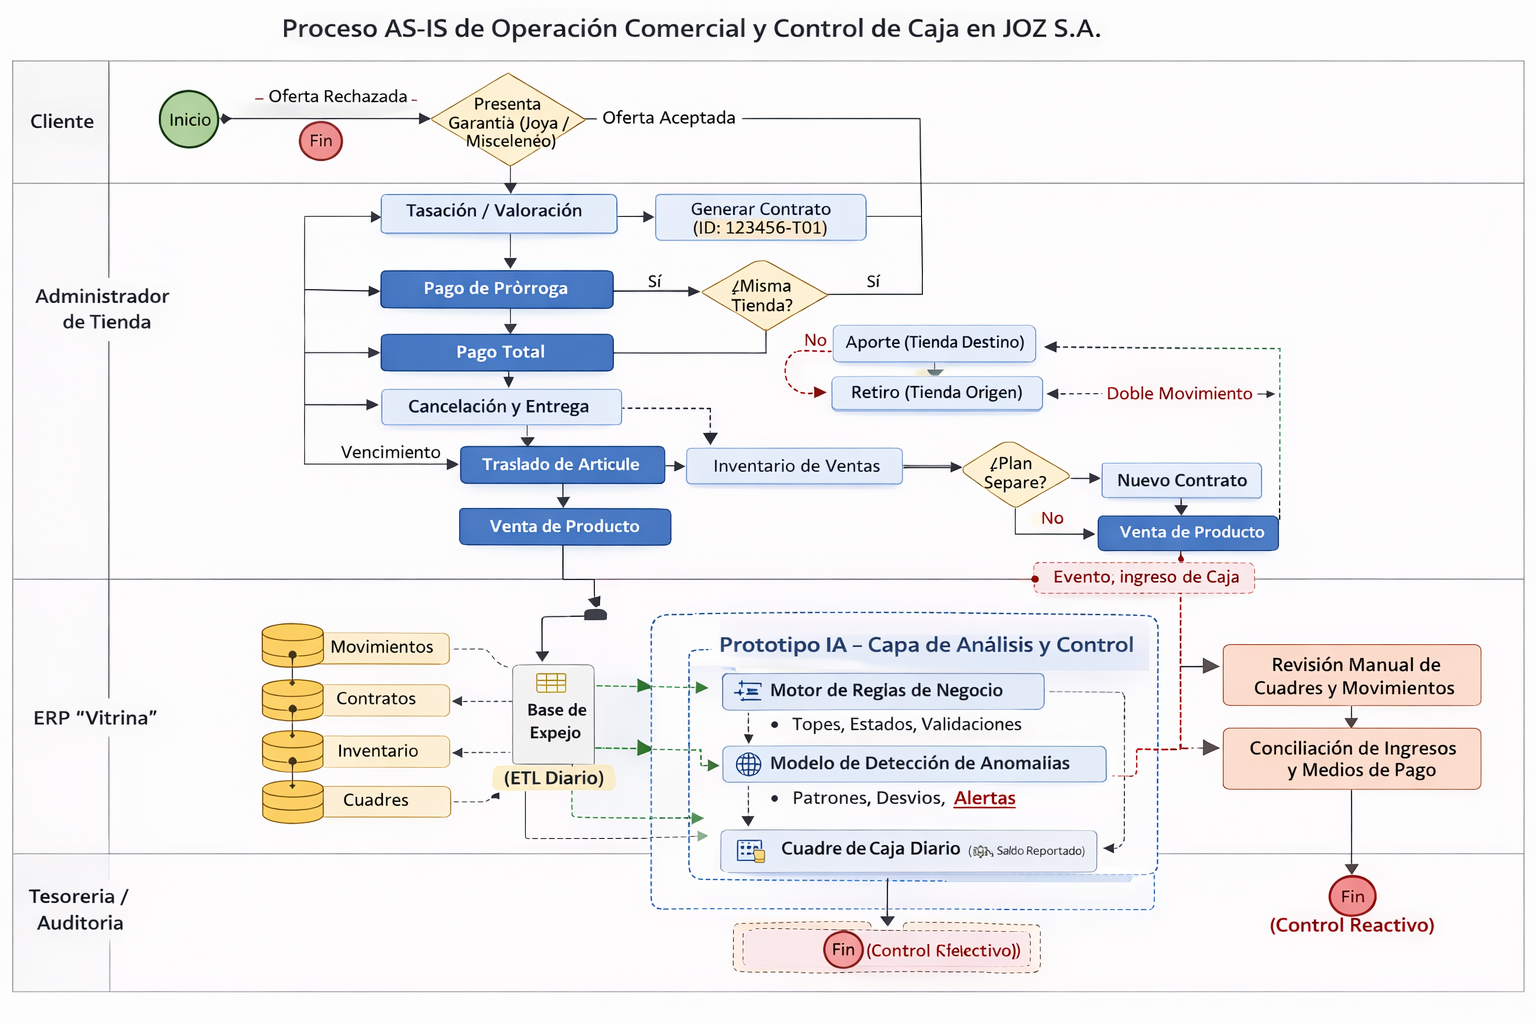 Proceso AS-IS de Operación Comercial y Control de Caja en JOZ S.A.
Cliente
Inicio
– Oferta Rechazada -
Fin
Presenta
Garantía (Joya /
Misceleneo)
Oferta Aceptada
Administrador
de Tienda
Tasación / Valoración
Generar Contrato
(ID: 123456-T01)
Pago de Pròrroga
Sí
¿Misma
Tienda?
Sí
Pago Total
No
Aporte (Tienda Destino)
Cancelación y Entrega
Retiro (Tienda Origen)
Doble Movimiento
Vencimiento
Traslado de Articule
Inventario de Ventas
¿Plan
Separe?
Nuevo Contrato
Venta de Producto
No
Venta de Producto
Evento, ingreso de Caja
ERP “Vitrina”
Movimientos
Contratos
Inventario
Cuadres
Base de
Expejo
(ETL Diario)
Prototipo IA – Capa de Análisis y Control
Motor de Reglas de Negocio
• Topes, Estados, Validaciones
Modelo de Detección de Anomalias
• Patrones, Desvios, Alertas
Cuadre de Caja Diario
Saldo Reportado)
Revisión Manual de
Cuadres y Movimientos
Conciliación de Ingresos
y Medios de Pago
Tesoreria /
Auditoria
Fin
(Control Reactivo)
Fin
(Control